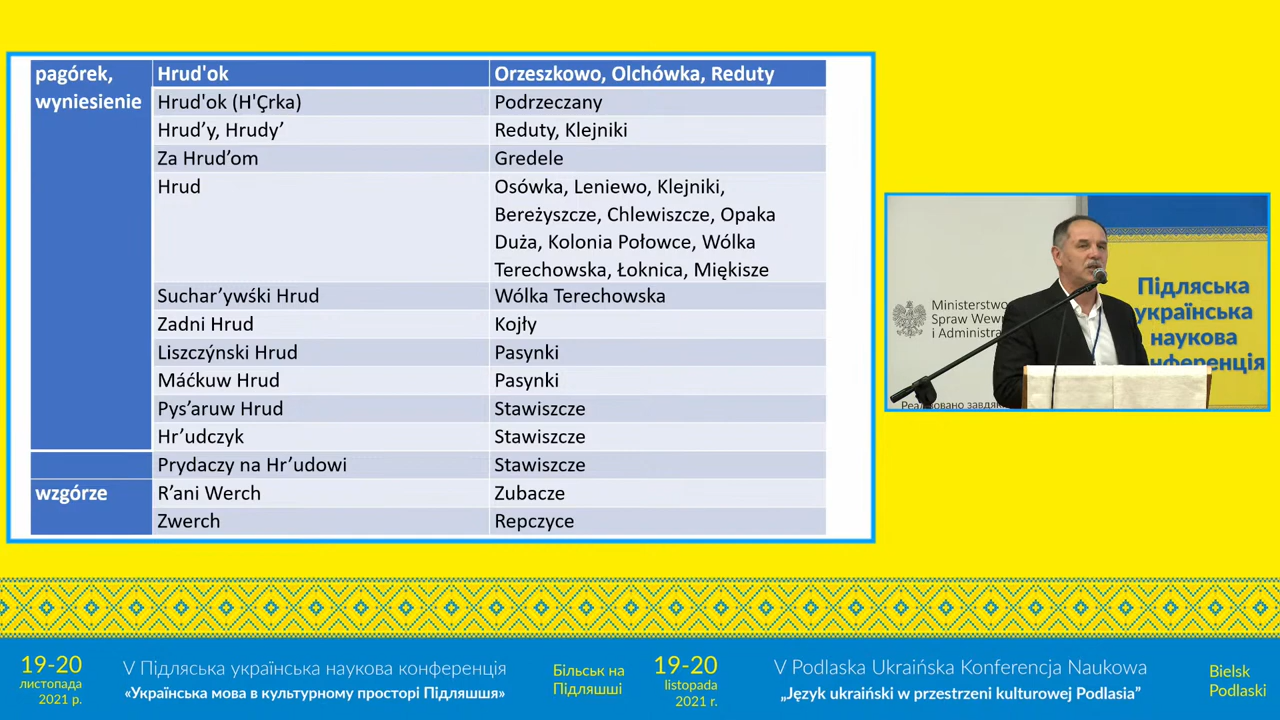 pagórek, wyniesienie
Hrud'ok
Orzeszkowo, Olchówka, Reduty
Hrud'ok (H'Çrka)
Podrzeczany
Hrud’y, Hrudy’
Reduty, Klejniki
Za Hrud’om
Gredele
Hrud
Osówka, Leniewo, Klejniki,
Bereżyszcze, Chlewiszcze, Opaka
Duża, Kolonia Połowce, Wólka
Terechowska, Łoknica, Miękisze
Suchar’ywśki Hrud
Wólka Terechowska
Zadni Hrud
Kojły
Liszczýnski Hrud
Pasynki
Máćkuw Hrud
Pasynki
Pys’aruw Hrud
Stawiszcze
Hr’udczyk
Stawiszcze
Prydaczy na Hr’udowi
Stawiszcze
wzgórze
R’ani Werch
Zubacze
Zwerch
Repczyce
Ministerstwo
Spraw Wewn
i Administra
Реалізовано завдяк
Підляська
українська
наукова
конференція
19-20
листопада
2021 р.
V Підляська українська наукова конференція
«Українська мова в культурному просторі Підляшшя»
Більськ на
Підляшші
19-20
listopada
2021 r.
V Podlaska Ukraińska Konferencja Naukowa
„Język ukraiński w przestrzeni kulturowej Podlasia”
Bielsk
Podlaski